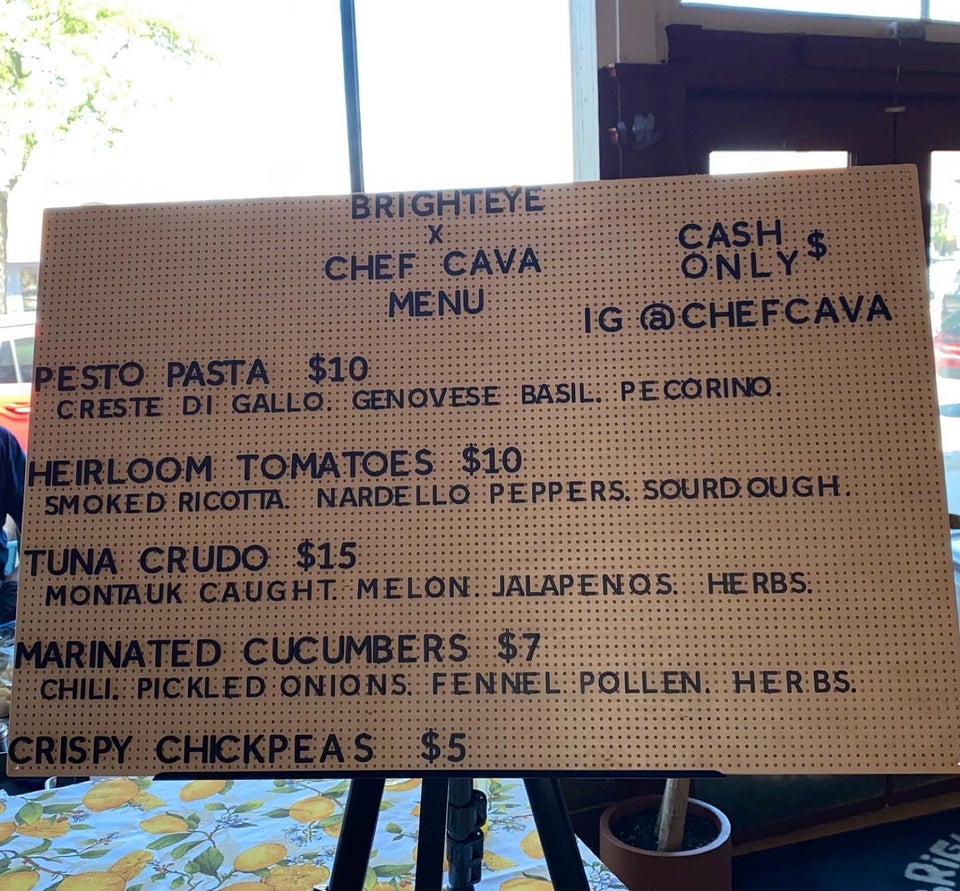 BRIGHTEYE
X
CHEF CAVA
MENU
CASH
ONLY $
IG @CHEFCAVA
PESTO PASTA $10
CRESTE DI GALLO. GENOVESE BASIL. PECORINO.
HEIRLOOM TOMATOES $10
SMOKED RICOTTA. NARDELLO PEPPERS. SOURDOUGH.
TUNA CRUDO $15
MONTAUK CAUGHT. MELON. JALAPENOS. HERBS.
MARINATED CUCUMBERS $7
CHILI. PICKLED ONIONS. FENNEL POLLEN. HERBS.
CRISPY CHICKPEAS $5